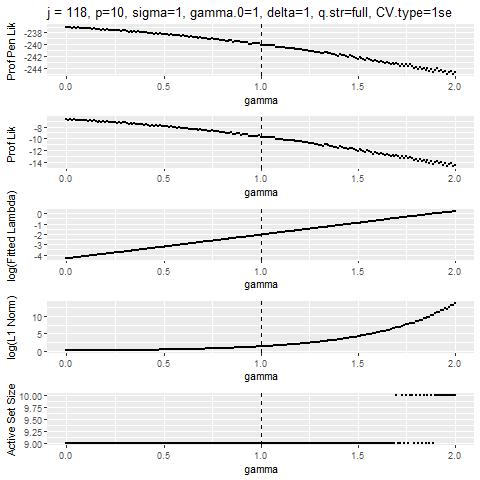 j = 118, p=10, sigma=1, gamma.0=1, delta=1, q.str=full, CV.type=1se
Prof Pen Lik
-238
-240
-242
-244
0.0 0.5 1.0 1.5 2.0
gamma
Prof Lik
-8
-10
-12
-14
0.0 0.5 1.0 1.5 2.0
gamma
log(Fitted Lambda)
0
-1
-2
-3
-4
0.0 0.5 1.0 1.5 2.0
gamma
log(L1 Norm)
10
5
0
0.0 0.5 1.0 1.5 2.0
gamma
Active Set Size
10.00
9.75
9.50
9.25
9.00
0.0 0.5 1.0 1.5 2.0
gamma